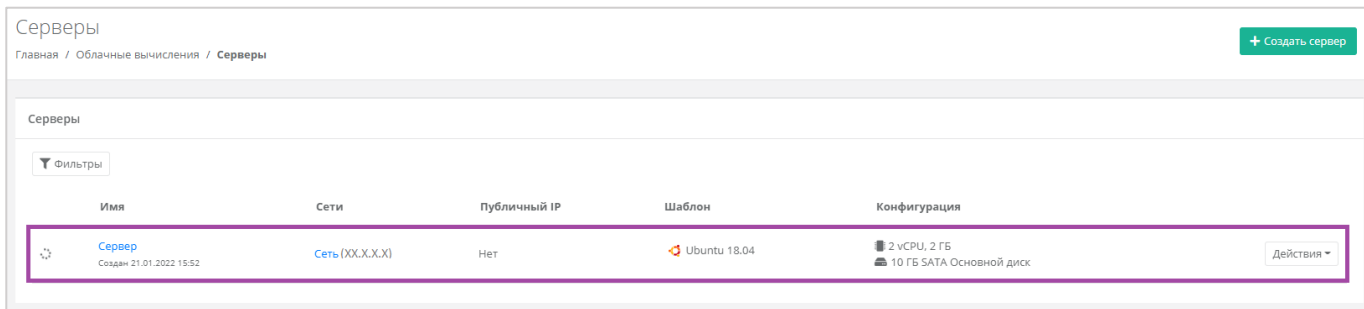 Серверы
+ Создать сервер
Главная / Облачные вычисления / Серверы
Серверы
Фильтры
Имя Сети Публичный IP Шаблон Конфигурация
Сервер Сеть (XX.X.X.X) Нет Ubuntu 18.04 2 vCPU, 2 ГБ Действия
Создан 21.01.2022 15:52 10 ГБ SATA Основной диск